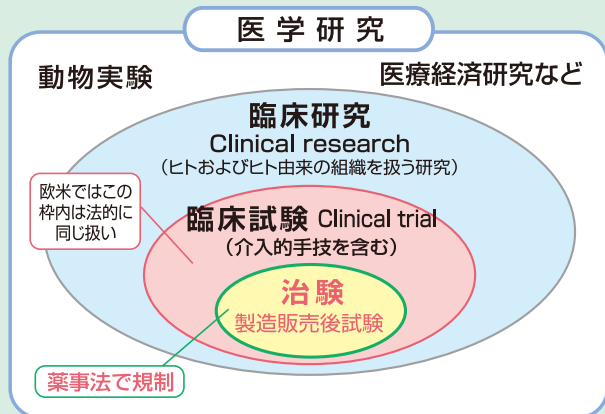 医学研究
動物実験
医療経済研究など
臨床研究
Clinical research
（ヒトおよびヒト由来の組織を扱う研究）
欧米ではこの
枠内は法的に
同じ扱い
臨床試験 Clinical trial
（介入的手技を含む）
治験
製造販売後試験
薬事法で規制